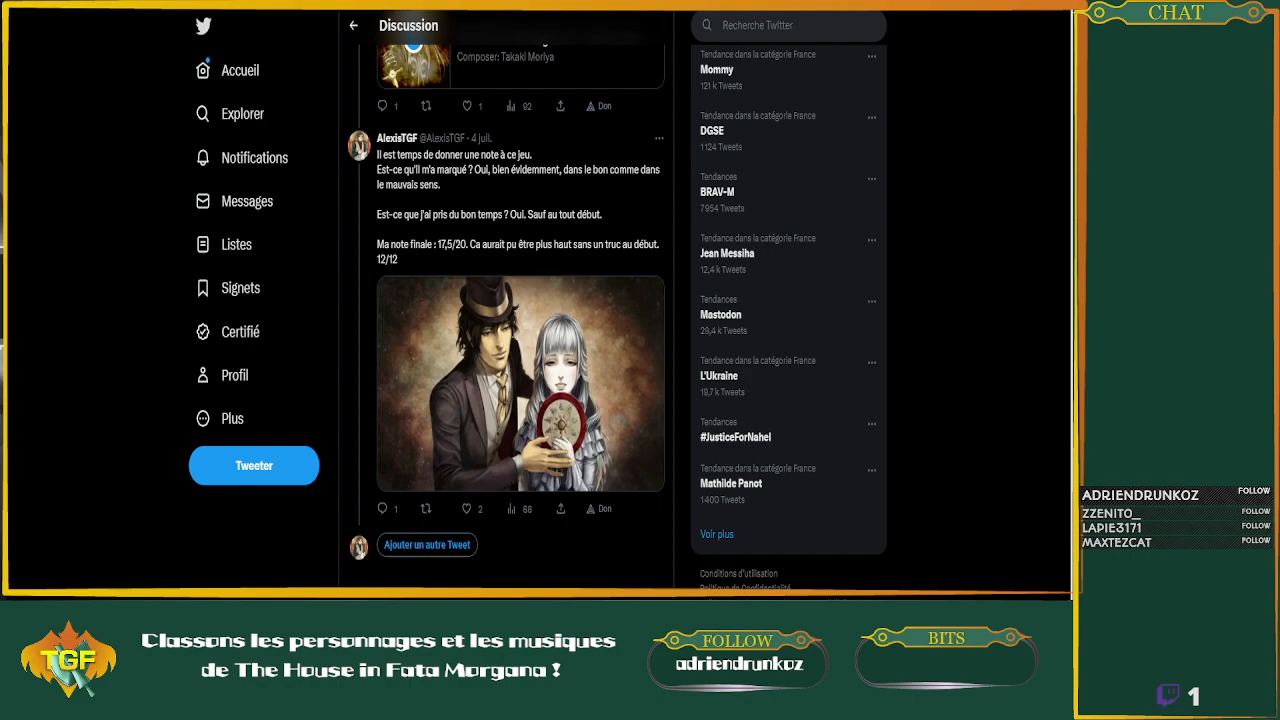 Accueil
Explorer
Notifications
Messages
Listes
Signets
Certifié
Profil
Plus
Tweeter
Discussion
Composer: Takaki Moriya
1
1
92
Don
AlexisTGF @AlexisTGF · 4 juil.
Il est temps de donner une note à ce jeu.
Est-ce qu'il m'a marqué ? Oui, bien évidemment, dans le bon comme dans
le mauvais sens.
Est-ce que j'ai pris du bon temps ? Oui. Sauf au tout début.
Ma note finale : 17,5/20. Ca aurait pu être plus haut sans un truc au début.
12/12
1
2
68
Don
Ajouter un autre Tweet
Recherche Twitter
Tendance dans la catégorie France
Mommy
121 k Tweets
Tendance dans la catégorie France
DGSE
1 124 Tweets
Tendances
BRAV-M
7 954 Tweets
Tendance dans la catégorie France
Jean Messiha
12,4 k Tweets
Tendances
Mastodon
29,4 k Tweets
Tendance dans la catégorie France
L'Ukraine
19,7 k Tweets
Tendances
#JusticeForNahel
Tendance dans la catégorie France
Mathilde Panot
1 400 Tweets
Voir plus
Conditions d'utilisation
Politique de Confidentialité
CHAT
ADRIENDRUNKOZ FOLLOW
ZZENITO_ FOLLOW
LAPIE3171 FOLLOW
MAXTEZCAT FOLLOW
TGF
Classons les personnages et les musiques
de The House in Fata Morgana !
FOLLOW
adriendrunkoz
BITS
1